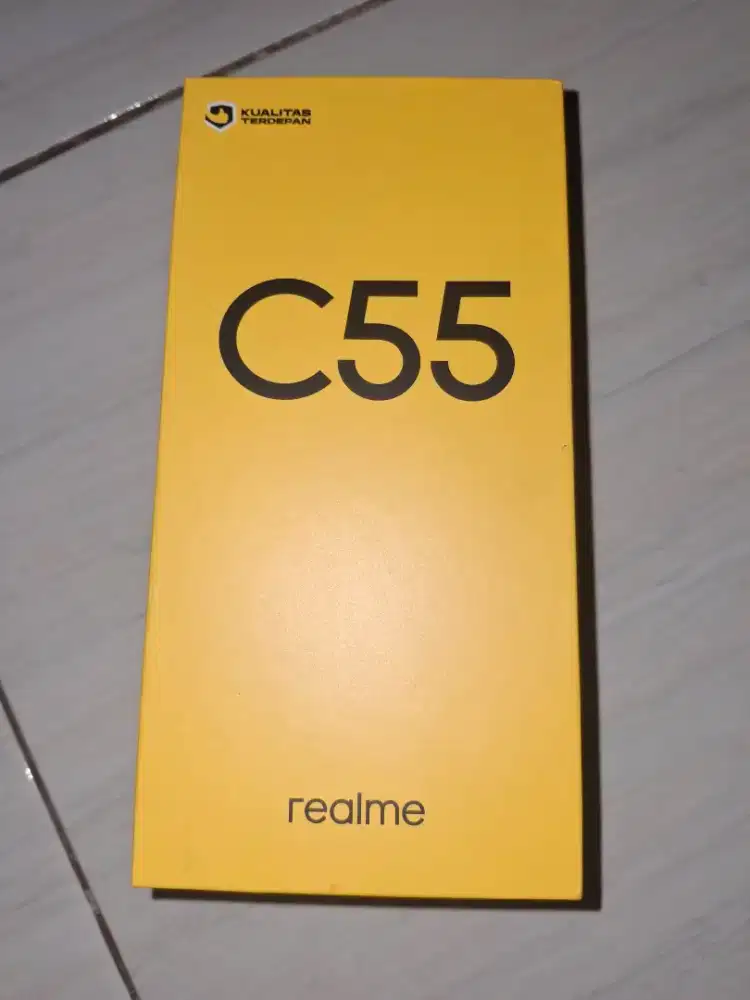 KUALITAS
TERDEPAN
C55
realme